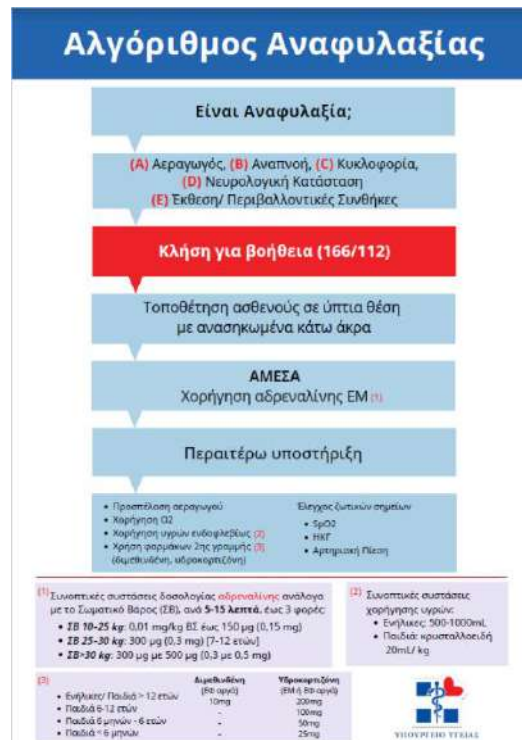 Αλγόριθμος Αναφυλαξίας
Είναι Αναφυλαξία;
(A) Αεραγωγός, (B) Αναπνοή, (C) Κυκλοφορία,
(D) Νευρολογική Κατάσταση
(E) Έκθεση/ Περιβαλλοντικές Συνθήκες
Κλήση για βοήθεια (166/112)
Τοποθέτηση ασθενούς σε ύπτια θέση
με ανασηκωμένα κάτω άκρα
ΑΜΕΣΑ
Χορήγηση αδρεναλίνης ΕΜ (1)
Περαιτέρω υποστήριξη
• Προσπέλαση αεραγωγού
• Χορήγηση Ο2
• Χορήγηση υγρών ενδοφλεβίως (2)
• Χρήση φαρμάκων 2ης γραμμής (3)
(διμεθινδένη, υδροκορτιζόνη)
Έλεγχος ζωτικών σημείων
• SpO2
• ΗΚΓ
• Αρτηριακή Πίεση
(1) Συνοπτικές συστάσεις δοσολογίας αδρεναλίνης ανάλογα
με το Σωματικό Βάρος (ΣΒ), ανά 5-15 λεπτά, έως 3 φορές:
• ΣΒ 10-25 kg: 0,01 mg/kg ΒΣ έως 150 μg (0,15 mg)
• ΣΒ 25-30 kg: 300 μg (0,3 mg) [7-12 ετών]
• ΣΒ>30 kg: 300 μg με 500 μg (0,3 με 0,5 mg)
(2) Συνοπτικές συστάσεις
χορήγησης υγρών:
• Ενήλικες: 500-1000mL
• Παιδιά: κρυσταλλοειδή
20mL/ kg
(3)
Διμεθινδένη Υδροκορτιζόνη
(ΕΦ αργά) (ΕΜ ή ΕΦ αργά)
• Ενήλικες/ Παιδιά > 12 ετών 10mg 200mg
• Παιδιά 6-12 ετών - 100mg
• Παιδιά 6 μηνών - 6 ετών - 50mg
• Παιδιά < 6 μηνών - 25mg
ΥΠΟΥΡΓΕΙΟ ΥΓΕΙΑΣ